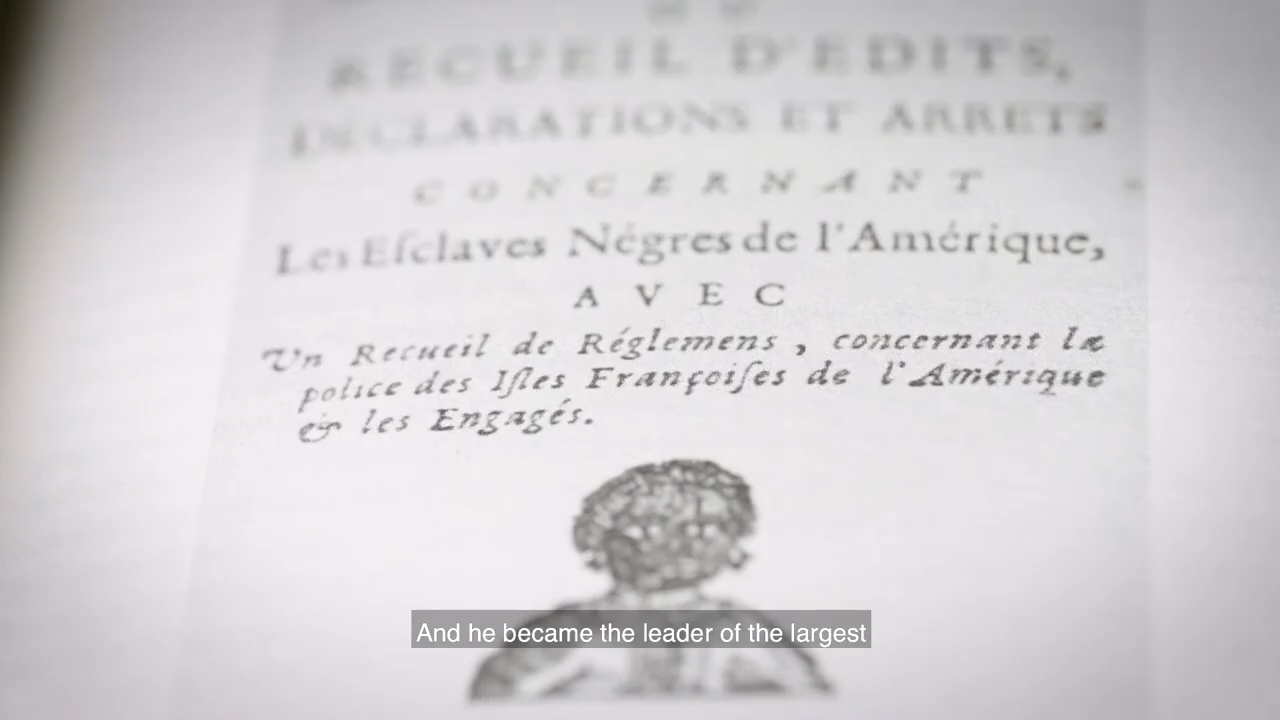 RECUEIL D'EDITS,
DECLARATIONS ET ARRETS
CONCERNANT
Les Eſclaves Négres de l'Amérique,
AVEC
Un Recueil de Réglemens, concernant la
police des Iſles Françoiſes de l'Amérique
& les Engagés.
And he became the leader of the largest